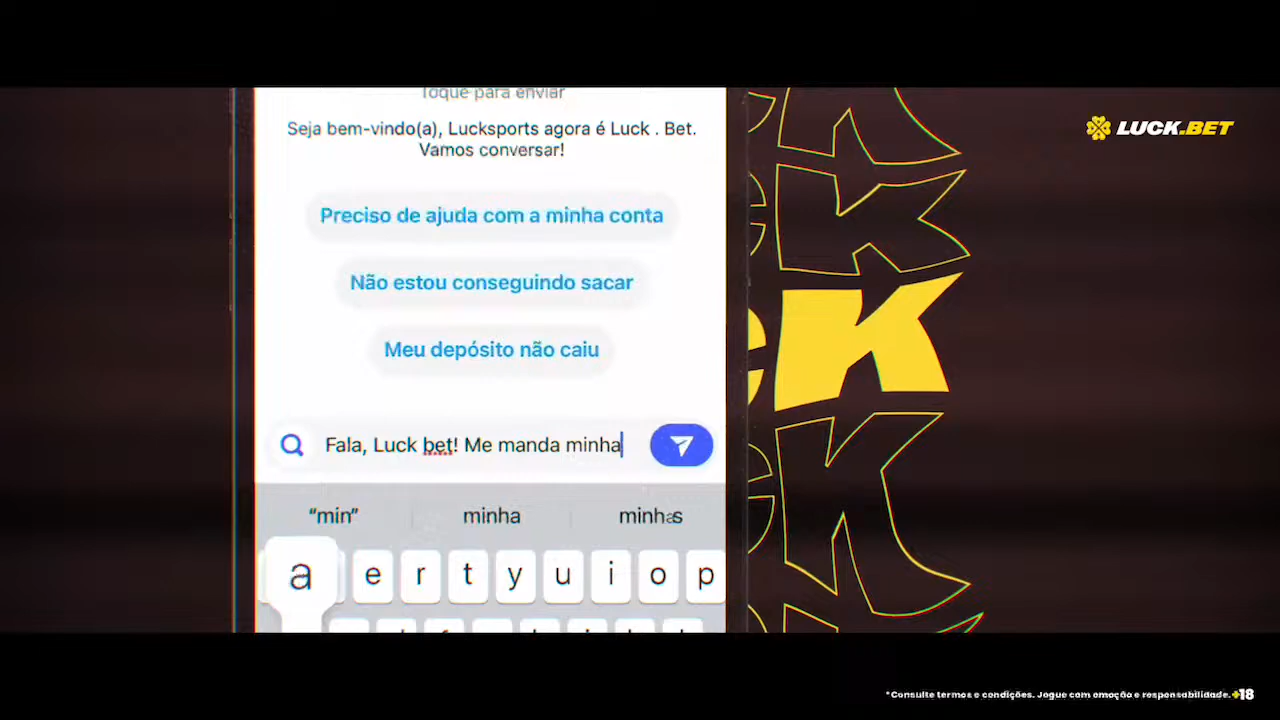 Toque para enviar
Seja bem-vindo(a), Lucksports agora é Luck . Bet.
Vamos conversar!
LUCK.BET
Preciso de ajuda com a minha conta
Não estou conseguindo sacar
Meu depósito não caiu
Fala, Luck bet! Me manda minha
“min” minha minhas
a e r t y u i o p
*Consulte termos e condições. Jogue com emoção e responsabilidade. +18